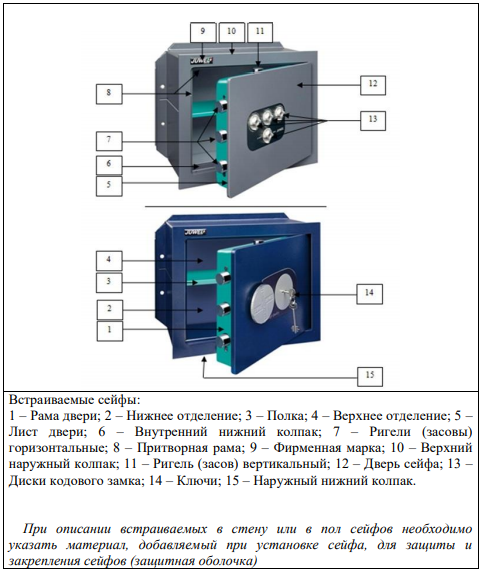 9
10
11
JUWEL
12
8
13
7
6
5
JUWEL
4
3
14
2
1
15
Встраиваемые сейфы:
1 – Рама двери; 2 – Нижнее отделение; 3 – Полка; 4 – Верхнее отделение; 5 –
Лист двери; 6 – Внутренний нижний колпак; 7 – Ригели (засовы)
горизонтальные; 8 – Притворная рама; 9 – Фирменная марка; 10 – Верхний
наружный колпак; 11 – Ригель (засов) вертикальный; 12 – Дверь сейфа; 13 –
Диски кодового замка; 14 – Ключи; 15 – Наружный нижний колпак.
При описании встраиваемых в стену или в пол сейфов необходимо
указать материал, добавляемый при установке сейфа, для защиты и
закрепления сейфов (защитная оболочка)